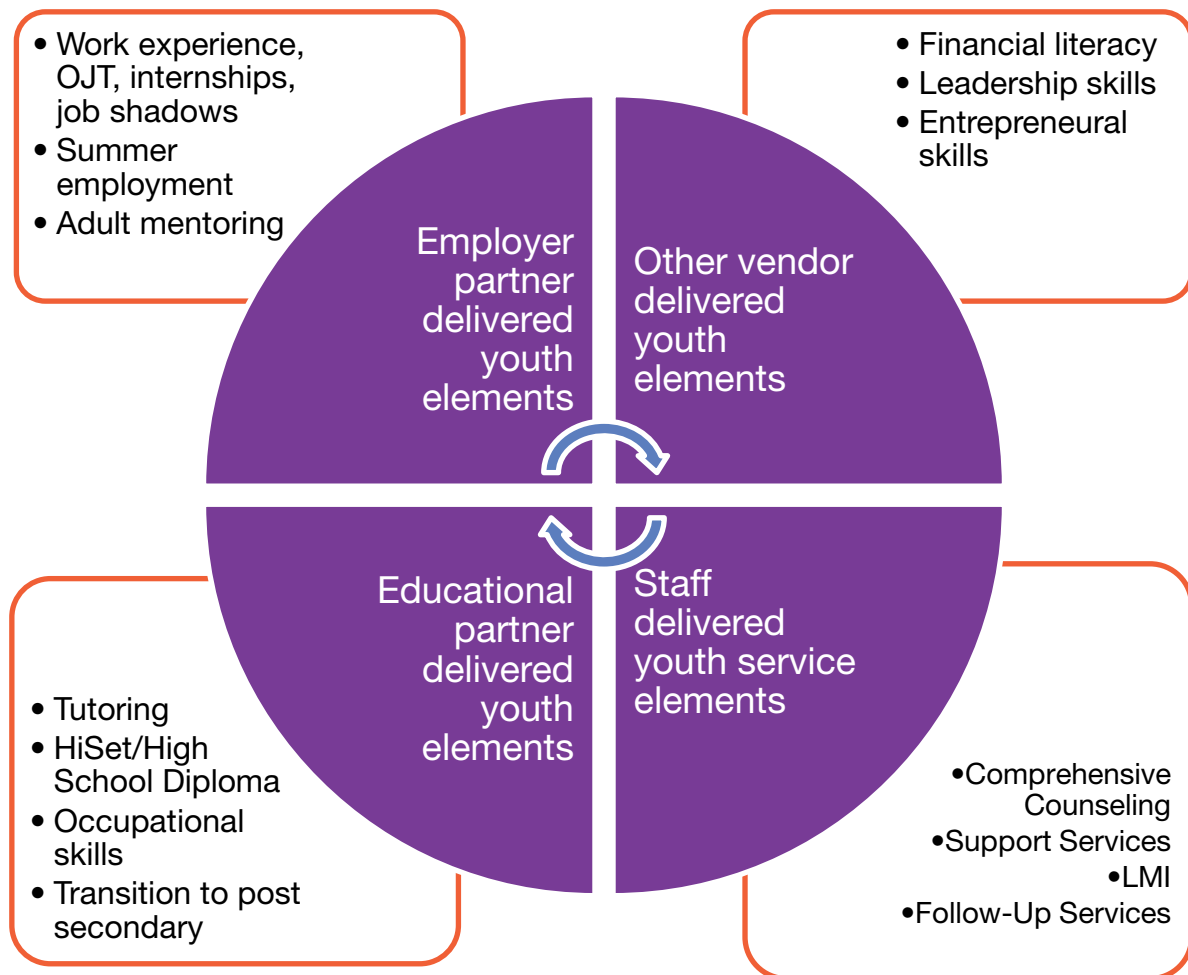 • Work experience,
OJT, internships,
job shadows
• Summer
employment
• Adult mentoring
• Financial literacy
• Leadership skills
• Entrepreneural
skills
Employer
partner
delivered
youth
elements
Other vendor
delivered
youth
elements
Educational
partner
delivered
youth
elements
Staff
delivered
youth service
elements
• Tutoring
• HiSet/High
School Diploma
• Occupational
skills
• Transition to post
secondary
•Comprehensive
Counseling
•Support Services
•LMI
•Follow-Up Services